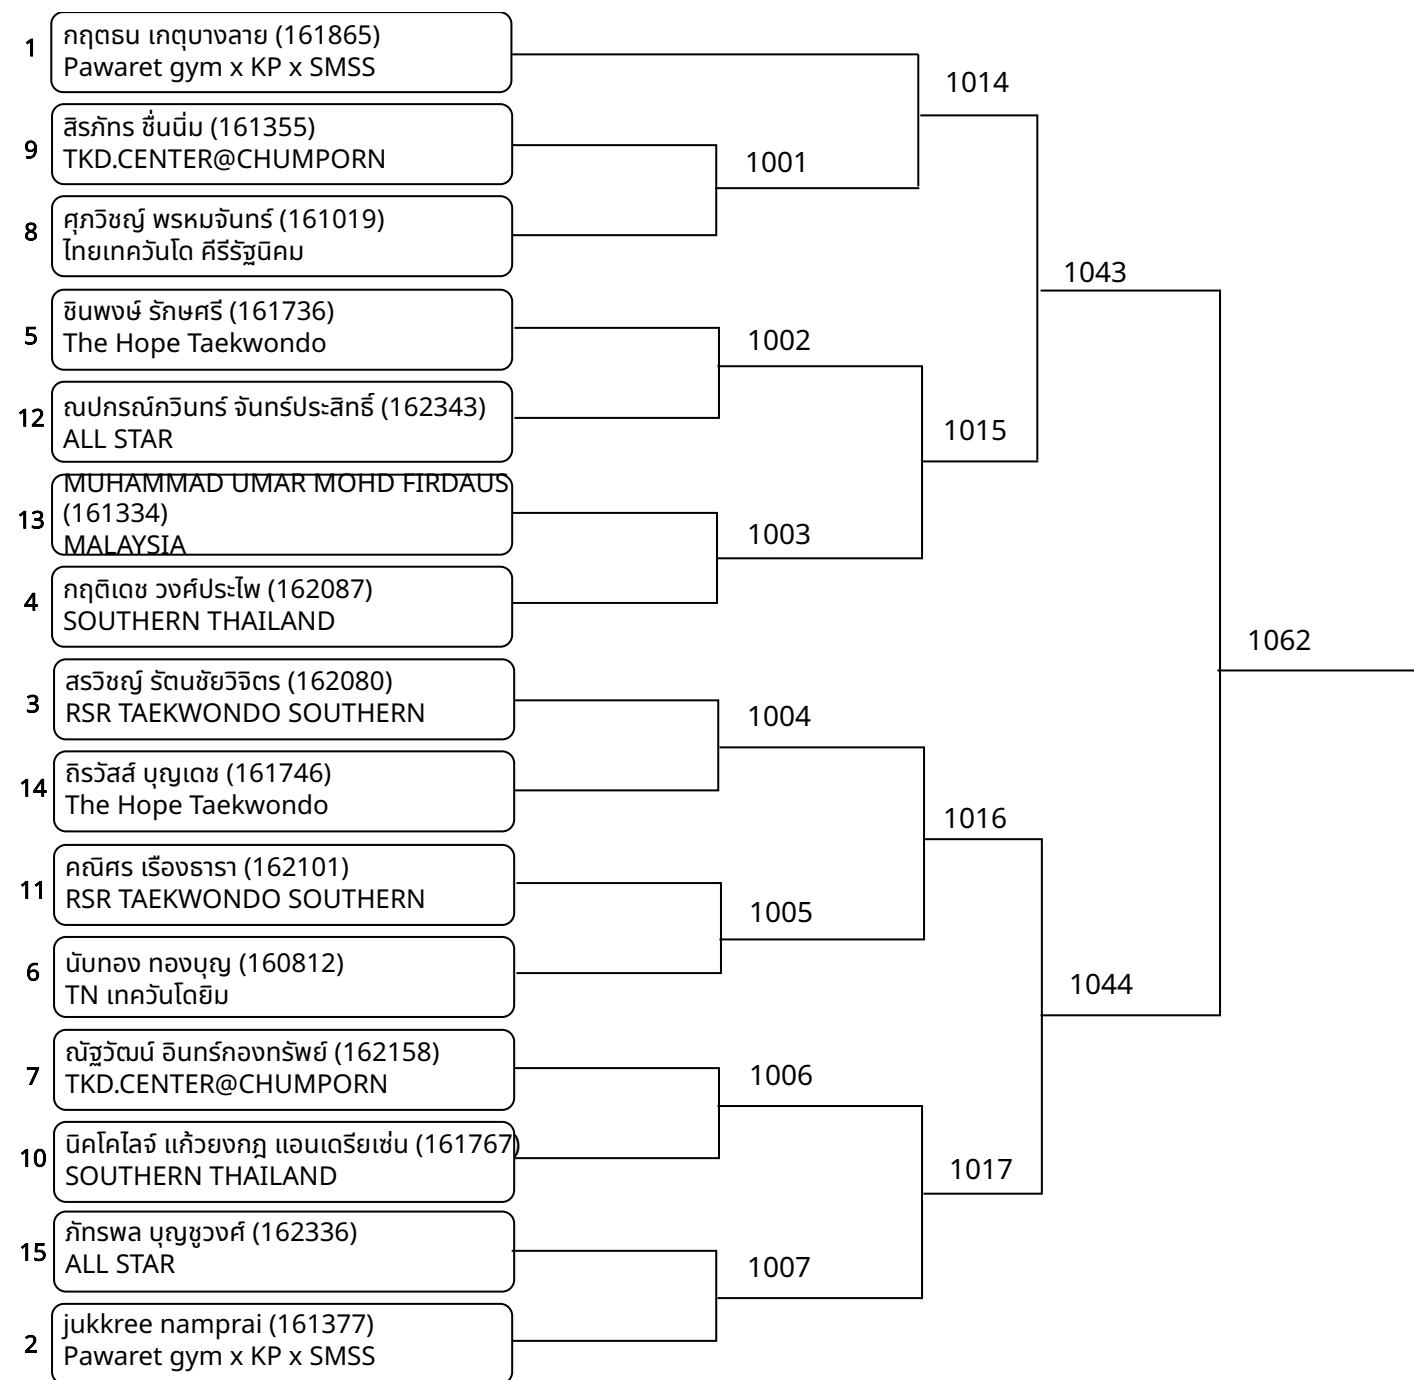 1
กฤตธน เกตุบางลาย (161865)
Pawaret gym x KP x SMSS
1014
9
สิรภัทร ชื่นนิ่ม (161355)
TKD.CENTER@CHUMPORN
1001
8
ศุภวิชญ์ พรหมจันทร์ (161019)
ไทยเทควันโด คีรีรัฐนิคม
1043
5
ชินพงษ์ รักษศรี (161736)
The Hope Taekwondo
1002
12
ณปกรณ์กวินทร์ จันทร์ประสิทธิ์ (162343)
ALL STAR
1015
13
MUHAMMAD UMAR MOHD FIRDAUS
(161334)
MALAYSIA
1003
4
กฤติเดช วงศ์ประไพ (162087)
SOUTHERN THAILAND
1062
3
สรวิชญ์ รัตนชัยวิจิตร (162080)
RSR TAEKWONDO SOUTHERN
1004
14
ถิรวัสส์ บุญเดช (161746)
The Hope Taekwondo
1016
11
คณิศร เรืองธารา (162101)
RSR TAEKWONDO SOUTHERN
1005
6
นับทอง ทองบุญ (160812)
TN เทควันโดยิม
1044
7
ณัฐวัฒน์ อินทร์กองทรัพย์ (162158)
TKD.CENTER@CHUMPORN
1006
10
นิคโคไลจ์ แก้วยงกฎ แอนเดรียเซ่น (161767)
SOUTHERN THAILAND
1017
15
ภัทรพล บุญชูวงศ์ (162336)
ALL STAR
1007
2
jukkree namprai (161377)
Pawaret gym x KP x SMSS